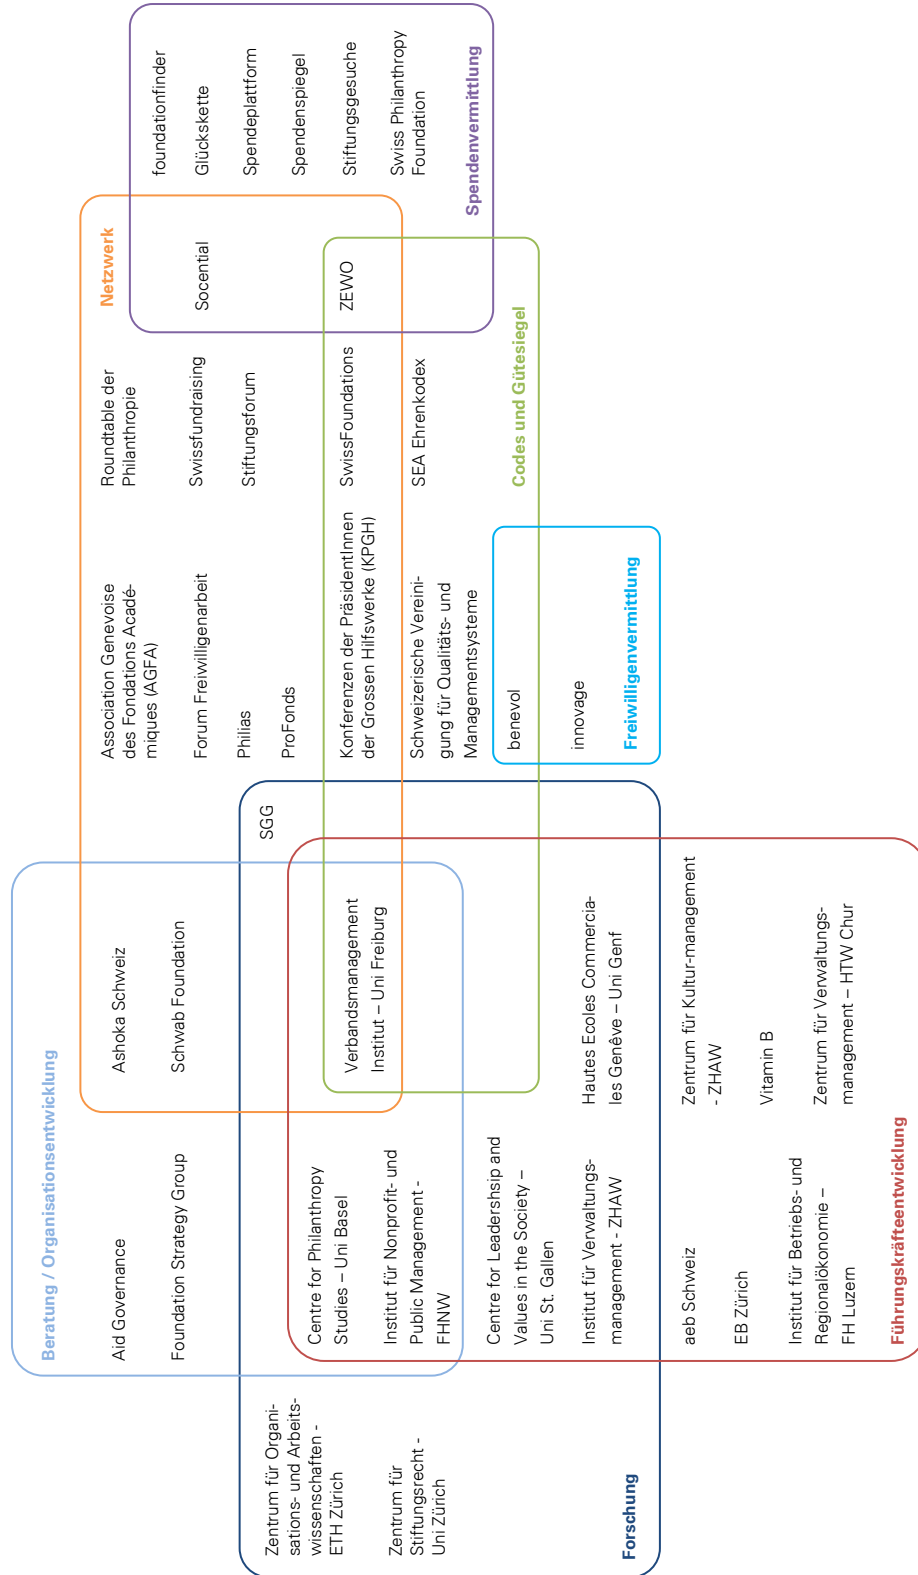 Beratung / Organisationsentwicklung
Aid Governance
Foundation Strategy Group
Ashoka Schweiz
Schwab Foundation
Netzwerk
Association Genevoise
des Fondations Acadé-
miques (AGFA)
Forum Freiwilligenarbeit
Philias
ProFonds
Roundtable der
Philanthropie
Swissfundraising
Stiftungsforum
Socential
foundationfinder
Glückskette
Spendeplattform
Spendenspiegel
Stiftungsgesuche
Swiss Philanthropy
Foundation
Spendenvermittlung
Zentrum für Organi-
sations- und Arbeits-
wissenschaften -
ETH Zürich
Zentrum für
Stiftungsrecht -
Uni Zürich
Forschung
Centre for Philanthropy
Studies – Uni Basel
Institut für Nonprofit- und
Public Management -
FHNW
Verbandsmanagement
Institut – Uni Freiburg
SGG
Konferenzen der PräsidentInnen
der Grossen Hilfswerke (KPGH)
SwissFoundations
ZEWO
Schweizerische Vereini-
gung für Qualitäts- und
Managementsysteme
SEA Ehrenkodex
Codes und Gütesiegel
Centre for Leadershsip and
Values in the Society –
Uni St. Gallen
Institut für Verwaltungs-
management - ZHAW
Hautes Ecoles Commercia-
les Genêve – Uni Genf
benevol
innovage
Freiwilligenvermittlung
aeb Schweiz
EB Zürich
Institut für Betriebs- und
Regionalökonomie –
FH Luzern
Zentrum für Kultur-management
- ZHAW
Vitamin B
Zentrum für Verwaltungs-
management – HTW Chur
Führungskräfteentwicklung